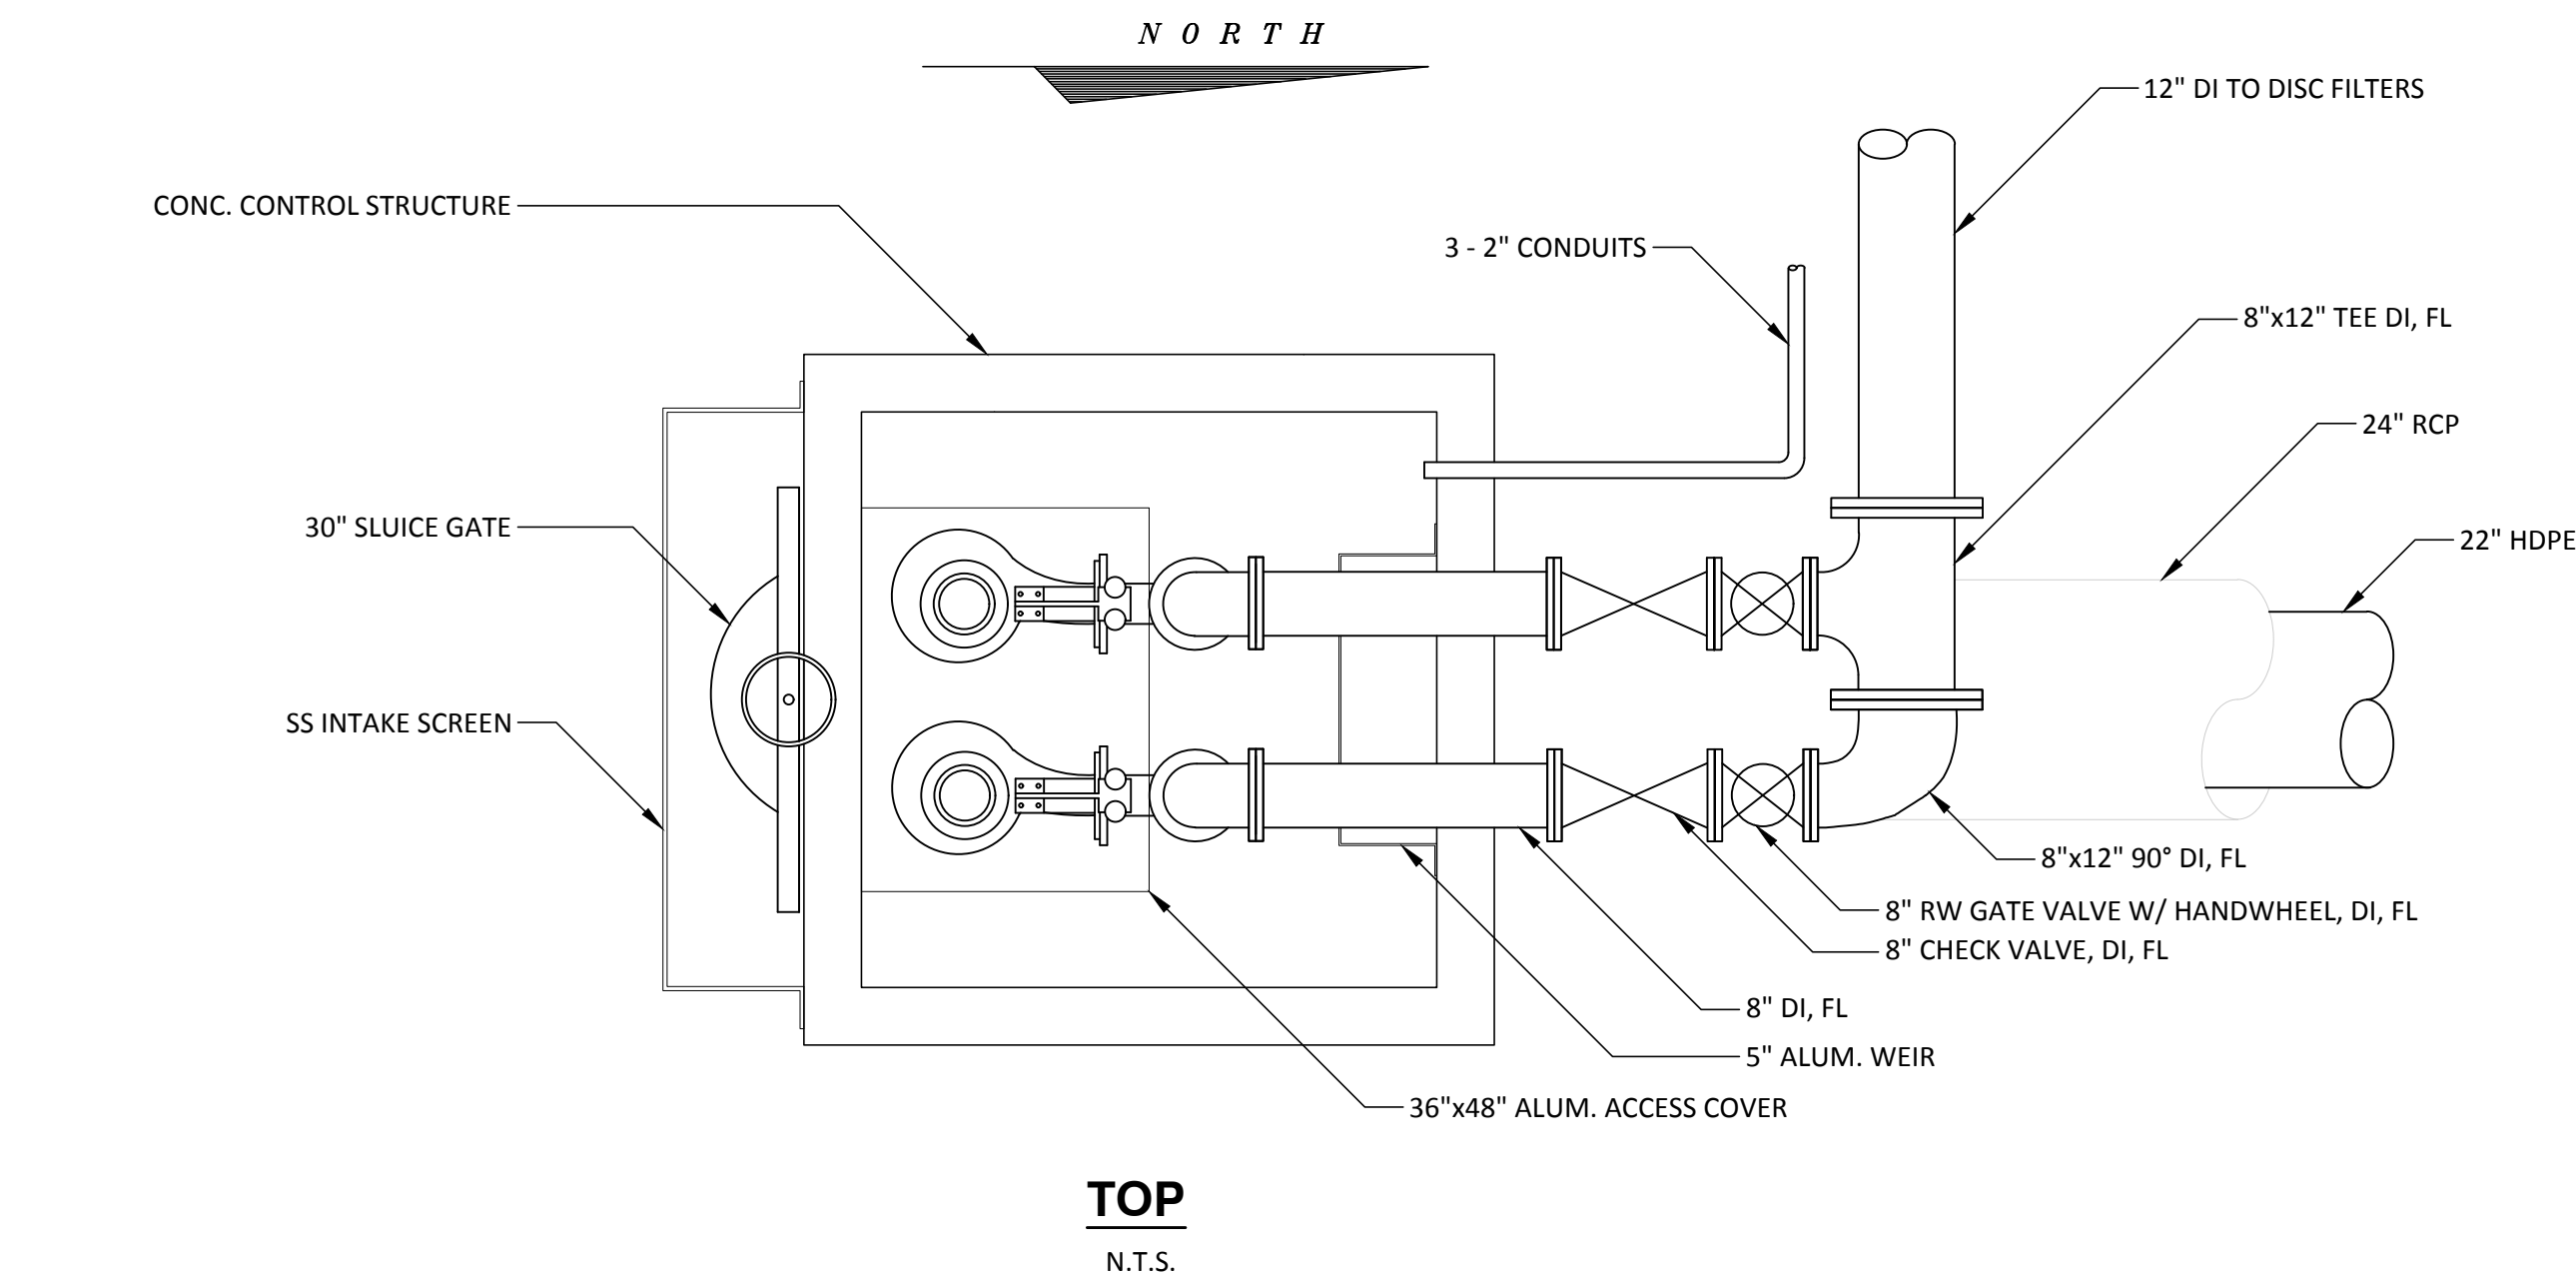 N O R T H
12" DI TO DISC FILTERS
CONC. CONTROL STRUCTURE
3 - 2" CONDUITS
8"x12" TEE DI, FL
24" RCP
30" SLUICE GATE
22" HDPE
SS INTAKE SCREEN
8"x12" 90° DI, FL
8" RW GATE VALVE W/ HANDWHEEL, DI, FL
8" CHECK VALVE, DI, FL
8" DI, FL
5" ALUM. WEIR
36"x48" ALUM. ACCESS COVER
TOP
N.T.S.